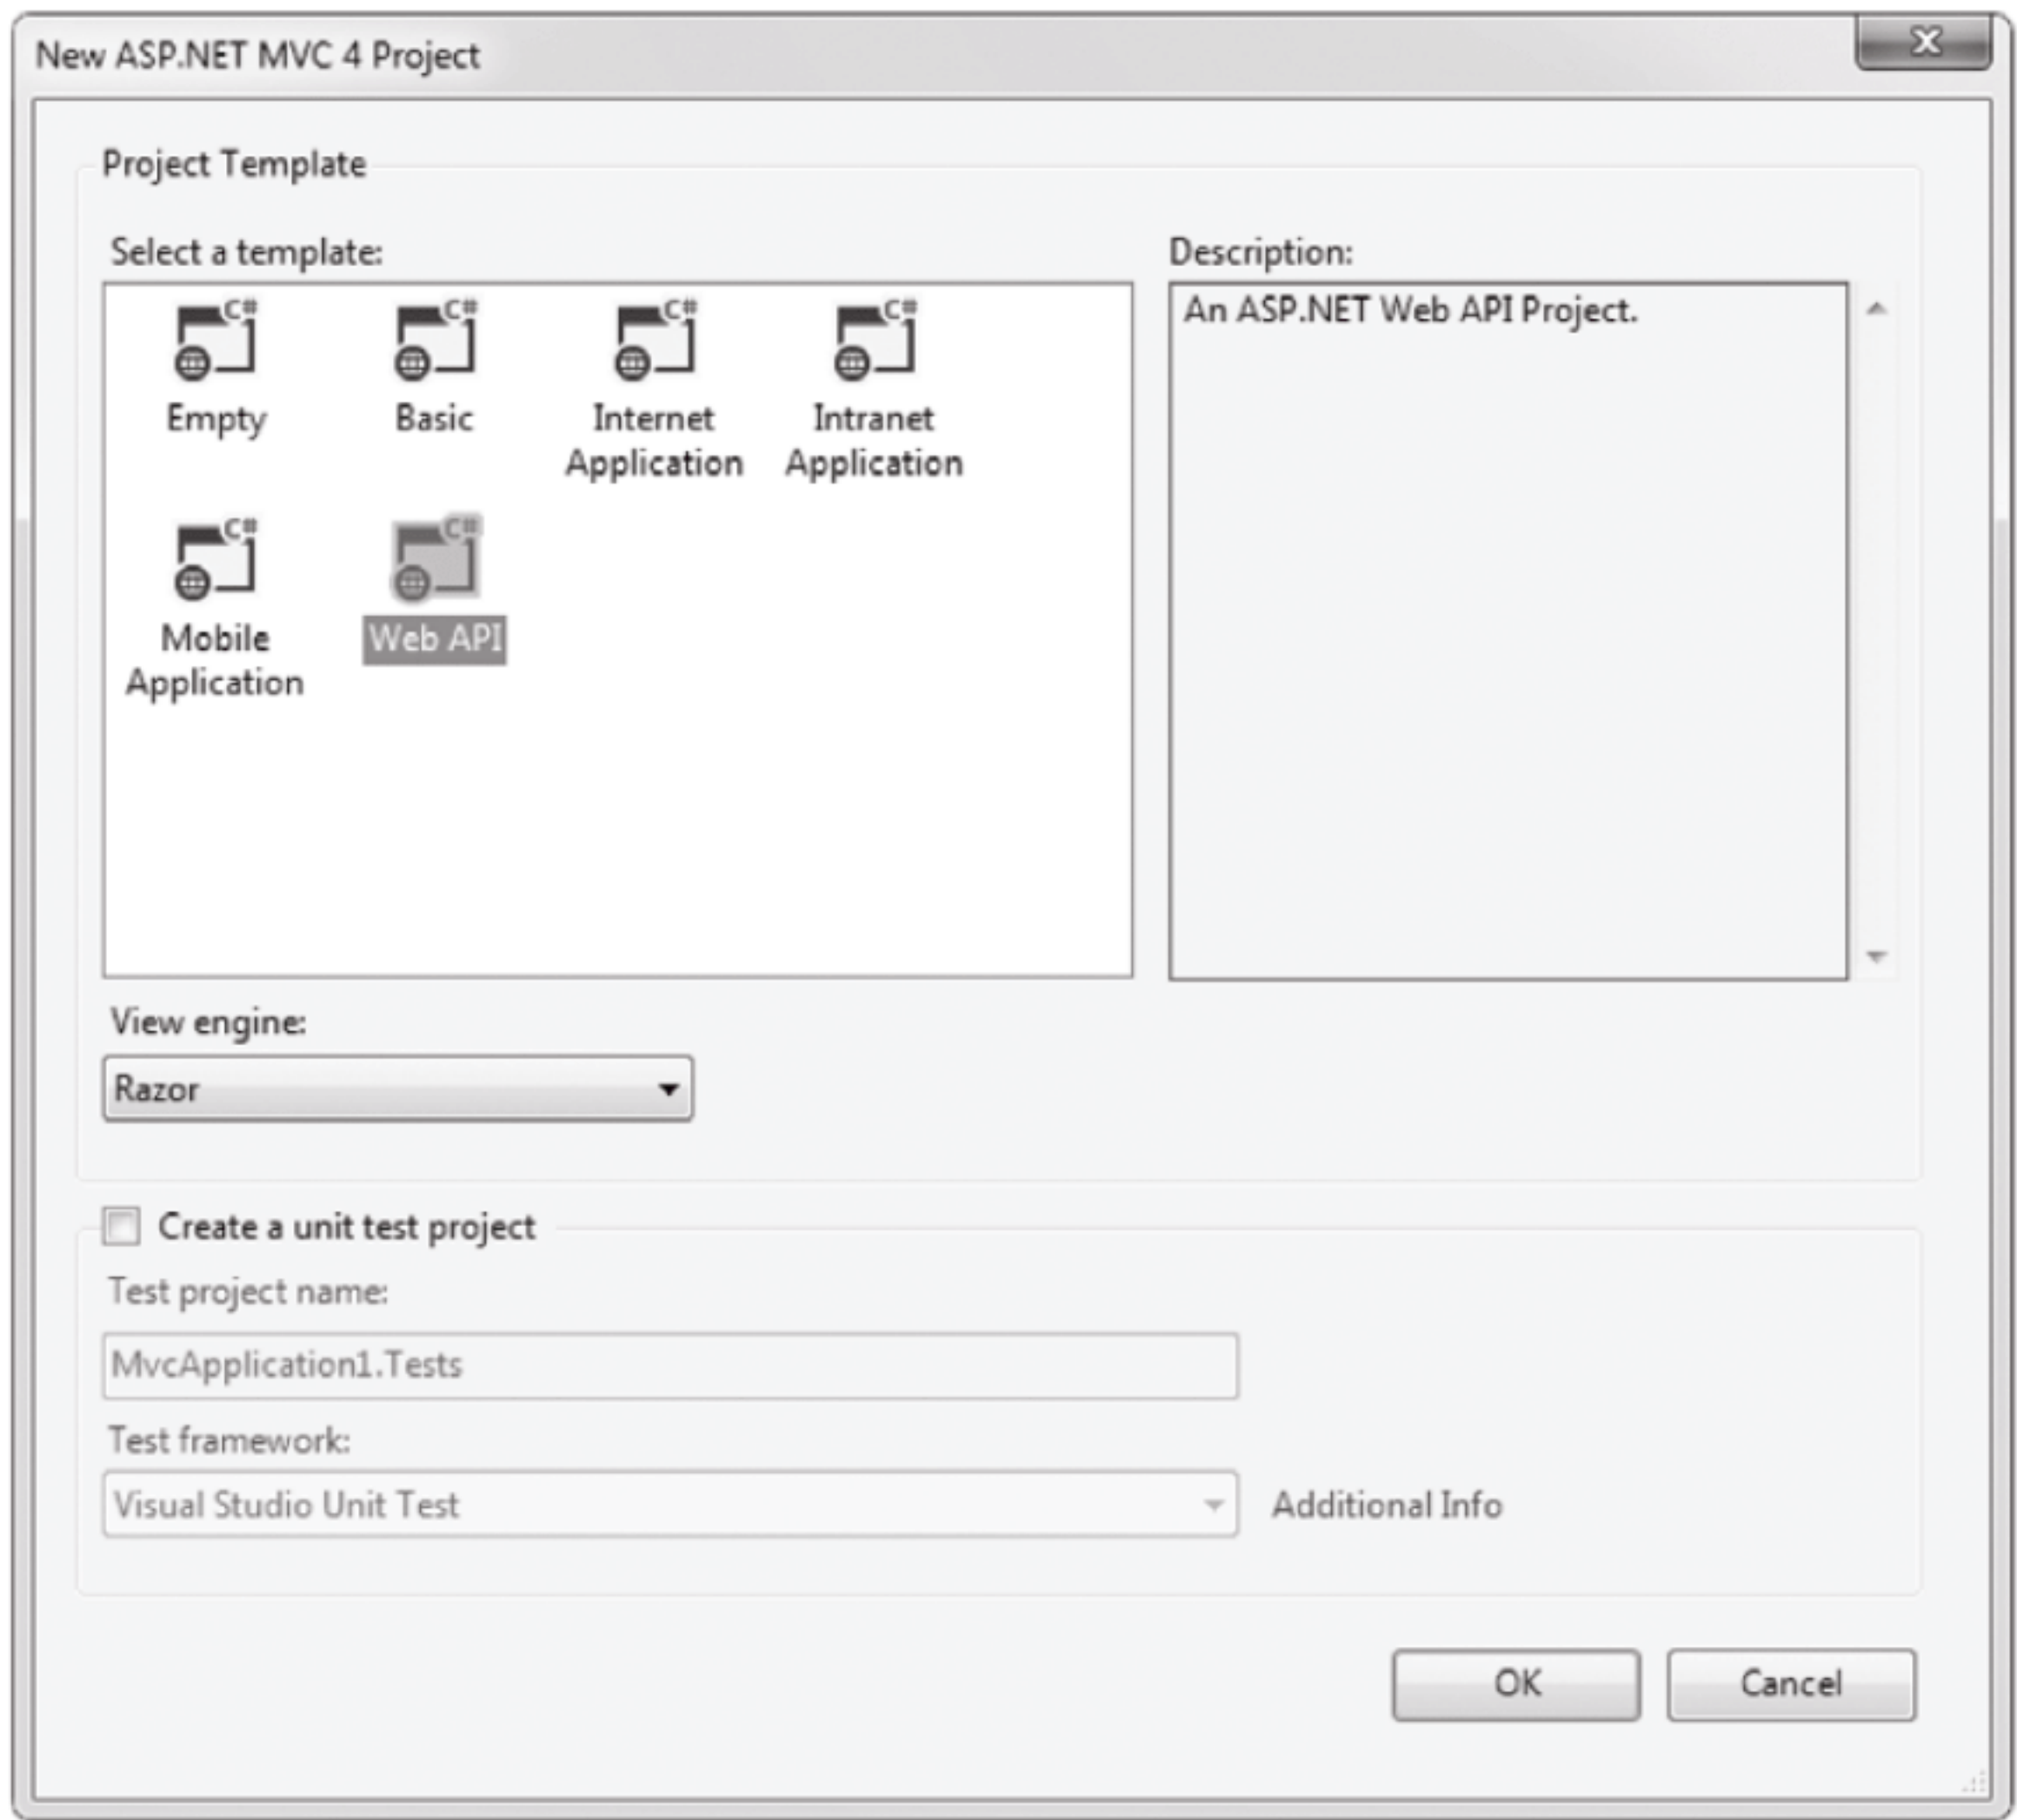 New ASP.NET MVC 4 Project
Project Template
Select a template:
Description:
C#
C#
C#
C#
An ASP.NET Web API Project.
Empty
Basic
Internet
Application
Intranet
Application
C#
C#
Mobile
Application
Web API
View engine:
Razor
Create a unit test project
Test project name:
MvcApplication1.Tests
Test framework:
Visual Studio Unit Test
Additional Info
OK
Cancel